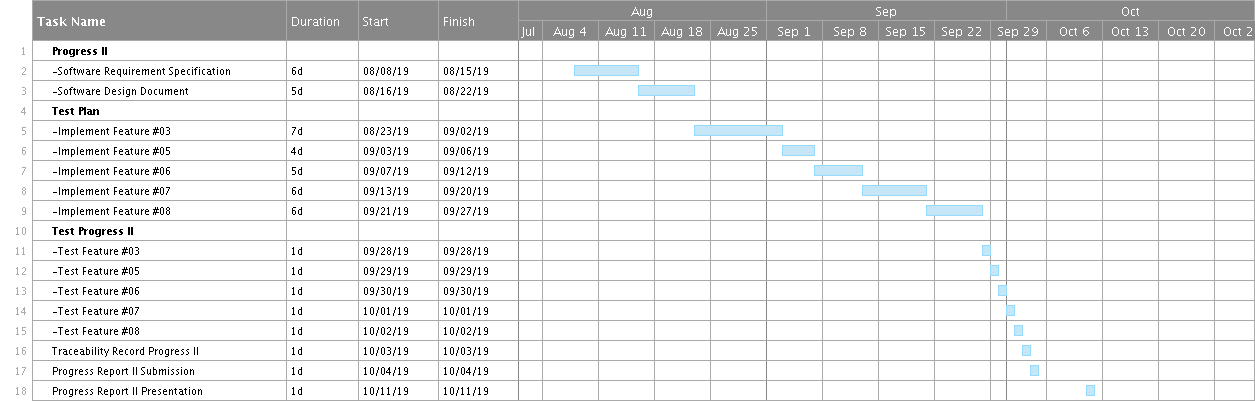 Task Name Duration Start Finish Aug Sep Oct
Jul Aug 4 Aug 11 Aug 18 Aug 25 Sep 1 Sep 8 Sep 15 Sep 22 Sep 29 Oct 6 Oct 13 Oct 20 Oct 2
1 Progress II
2 -Software Requirement Specification 6d 08/08/19 08/15/19
3 -Software Design Document 5d 08/16/19 08/22/19
4 Test Plan
5 -Implement Feature #03 7d 08/23/19 09/02/19
6 -Implement Feature #05 4d 09/03/19 09/06/19
7 -Implement Feature #06 5d 09/07/19 09/12/19
8 -Implement Feature #07 6d 09/13/19 09/20/19
9 -Implement Feature #08 6d 09/21/19 09/27/19
10 Test Progress II
11 -Test Feature #03 1d 09/28/19 09/28/19
12 -Test Feature #05 1d 09/29/19 09/29/19
13 -Test Feature #06 1d 09/30/19 09/30/19
14 -Test Feature #07 1d 10/01/19 10/01/19
15 -Test Feature #08 1d 10/02/19 10/02/19
16 Traceability Record Progress II 1d 10/03/19 10/03/19
17 Progress Report II Submission 1d 10/04/19 10/04/19
18 Progress Report II Presentation 1d 10/11/19 10/11/19